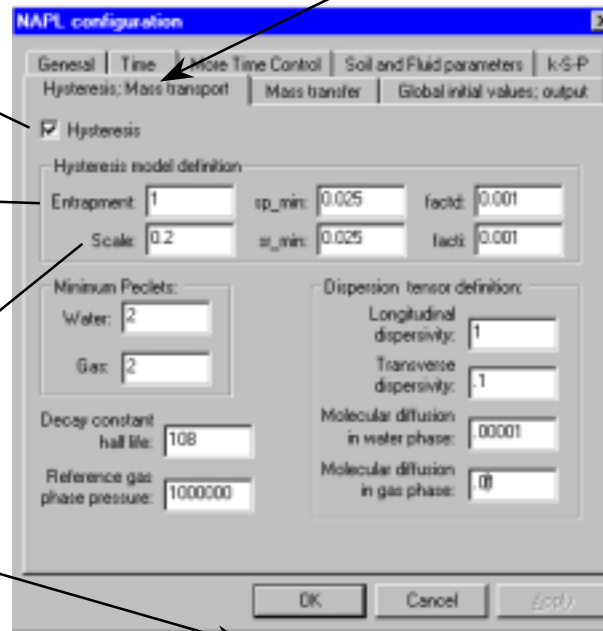 NAPL configuration
General Time More Time Control Soil and Fluid parameters k-S-P
Hysteresis; Mass transport Mass transfer Global initial values; output
Hysteresis
Hysteresis model definition
Entrapment: 1 sp_min: 0.025 factd: 0.001
Scale: 0.2 sr_min: 0.025 facti: 0.001
Minimum Peclets:
Water: 2
Gas: 2
Decay constant
half life: 108
Reference gas
phase pressure: 1000000
Dispersion tensor definition:
Longitudinal
dispersivity: 1
Transverse
dispersivity: .1
Molecular diffusion
in water phase: .00001
Molecular diffusion
in gas phase:
OK Cancel Apply